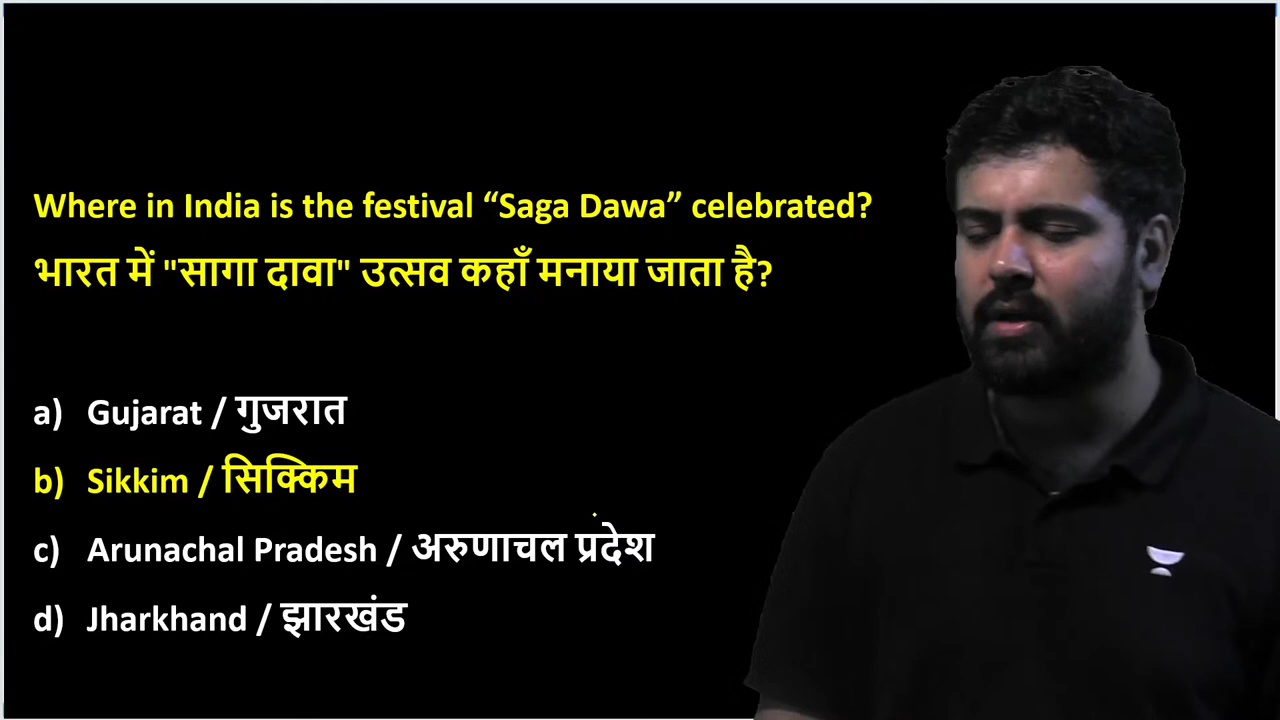 Where in India is the festival “Saga Dawa” celebrated?
भारत में "सागा दावा" उत्सव कहाँ मनाया जाता है?
a) Gujarat / गुजरात
b) Sikkim / सिक्किम
c) Arunachal Pradesh / अरुणाचल प्रदेश
d) Jharkhand / झारखंड